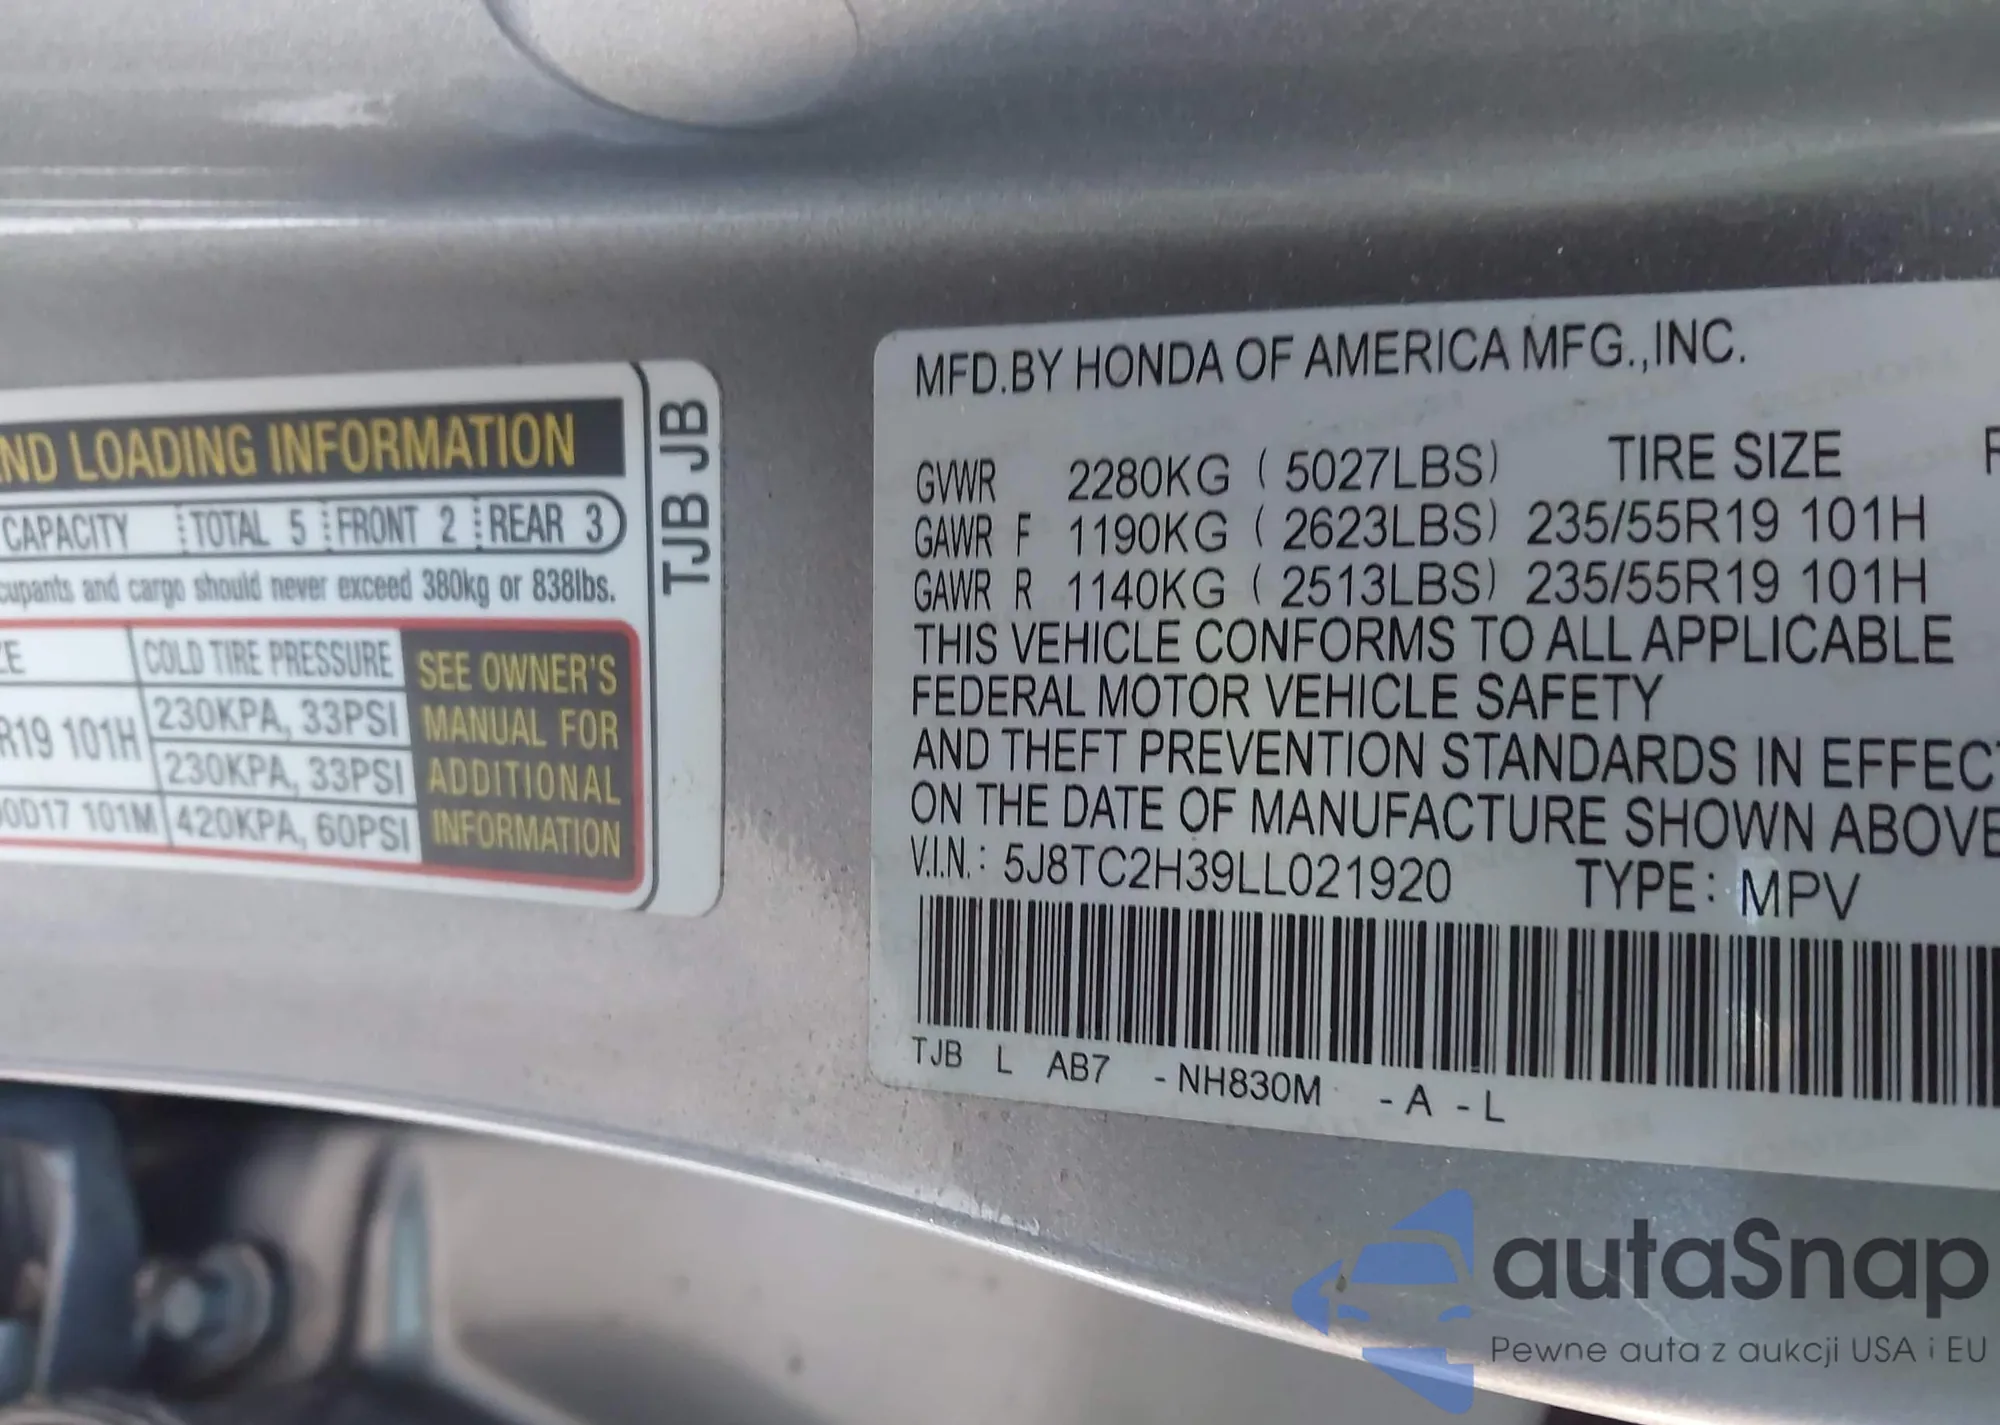 ND LOADING INFORMATION
CAPACITY TOTAL 5 FRONT 2 REAR 3
cupants and cargo should never exceed 380kg or 838lbs.
ZE COLD TIRE PRESSURE
R19 101H 230KPA, 33PSI
230KPA, 33PSI
0D17 101M 420KPA, 60PSI
SEE OWNER'S
MANUAL FOR
ADDITIONAL
INFORMATION
TJB JB
MFD.BY HONDA OF AMERICA MFG.,INC.
GVWR 2280KG ( 5027LBS) TIRE SIZE
GAWR F 1190KG ( 2623LBS) 235/55R19 101H
GAWR R 1140KG ( 2513LBS) 235/55R19 101H
THIS VEHICLE CONFORMS TO ALL APPLICABLE
FEDERAL MOTOR VEHICLE SAFETY
AND THEFT PREVENTION STANDARDS IN EFFEC
ON THE DATE OF MANUFACTURE SHOWN ABOVE
V.I.N.: 5J8TC2H39LL021920 TYPE: MPV
TJB L AB7 -NH830M -A -L
autaSnap
Pewne auta z aukcji USA i EU